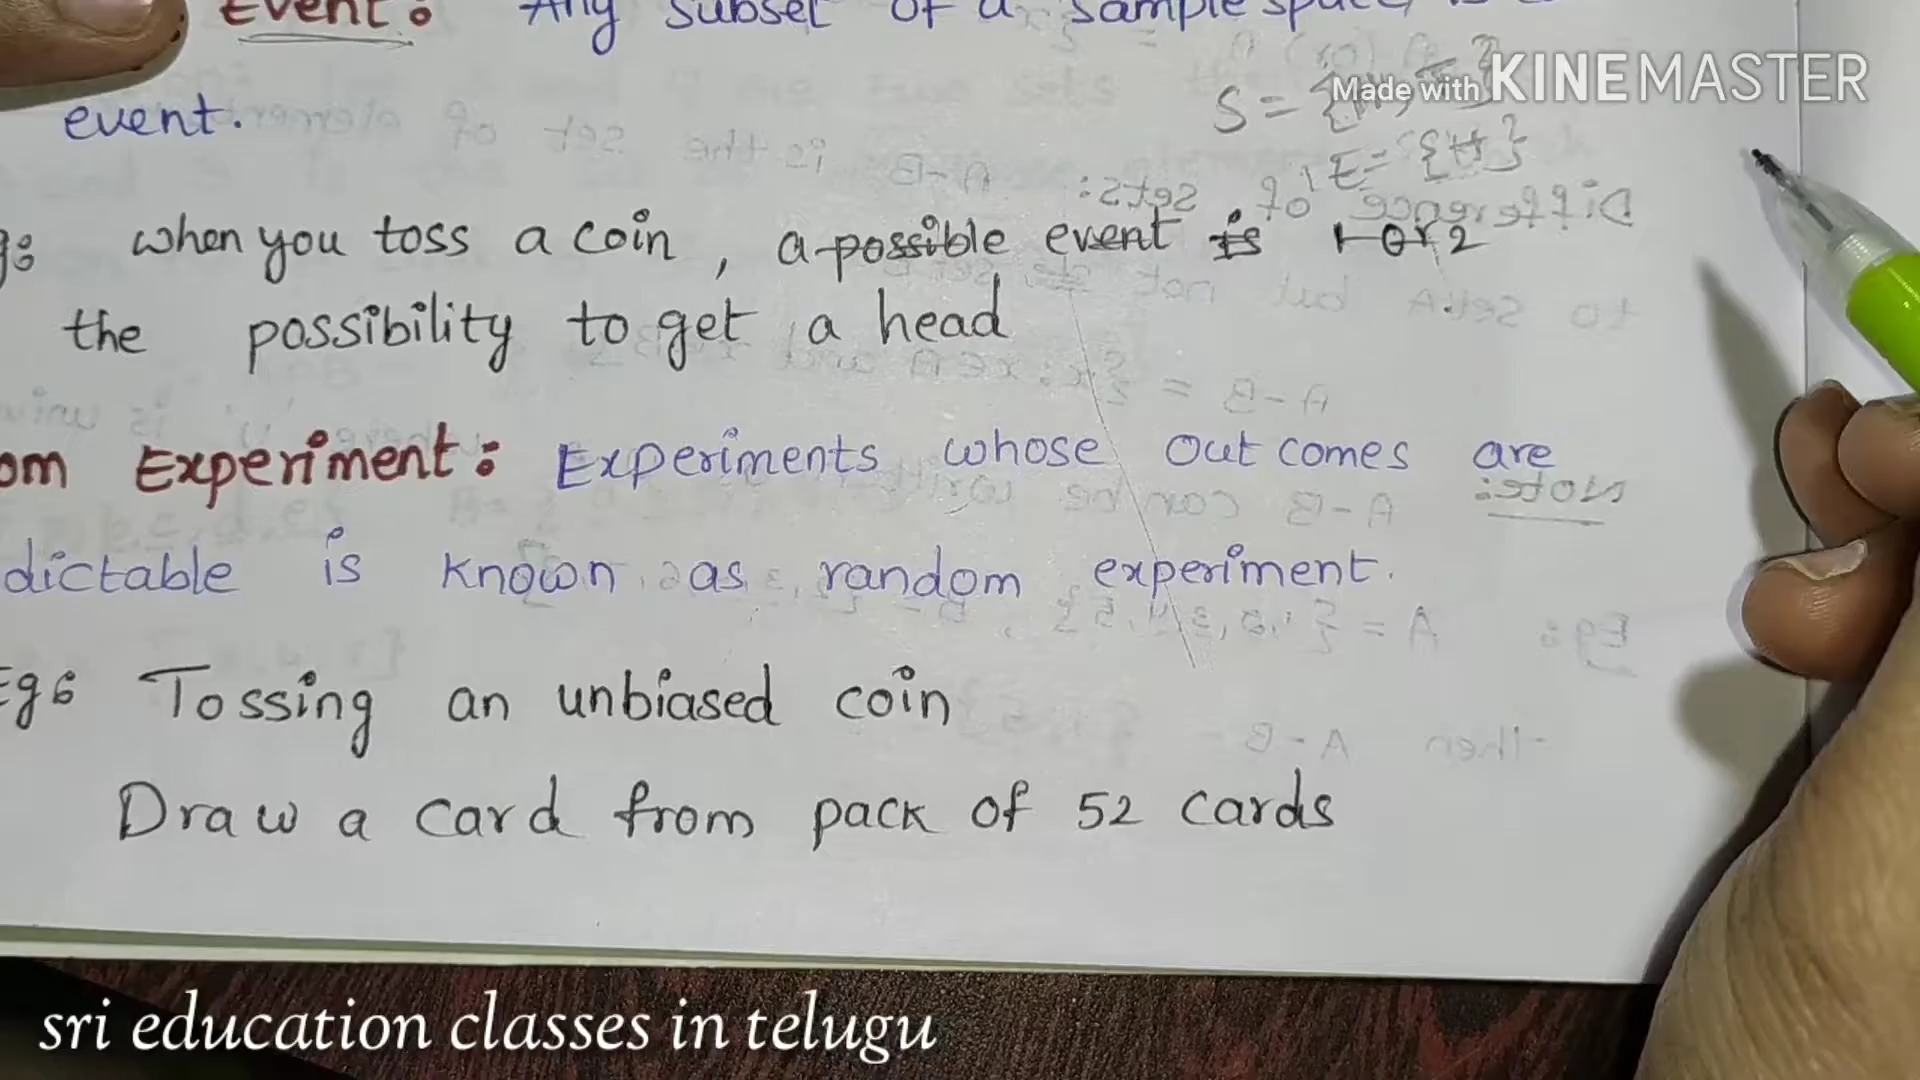 Event: Any subset of a sample space, is
Made with KINEMASTER
event.
S = {H, T}
E = {H}
when you toss a coin, a possible event is 1 or 2
the possibility to get a head
om Experiment: Experiments whose outcomes are
dictable is known as random experiment.
Eg: Tossing an unbiased coin
Draw a card from pack of 52 cards
sri education classes in telugu